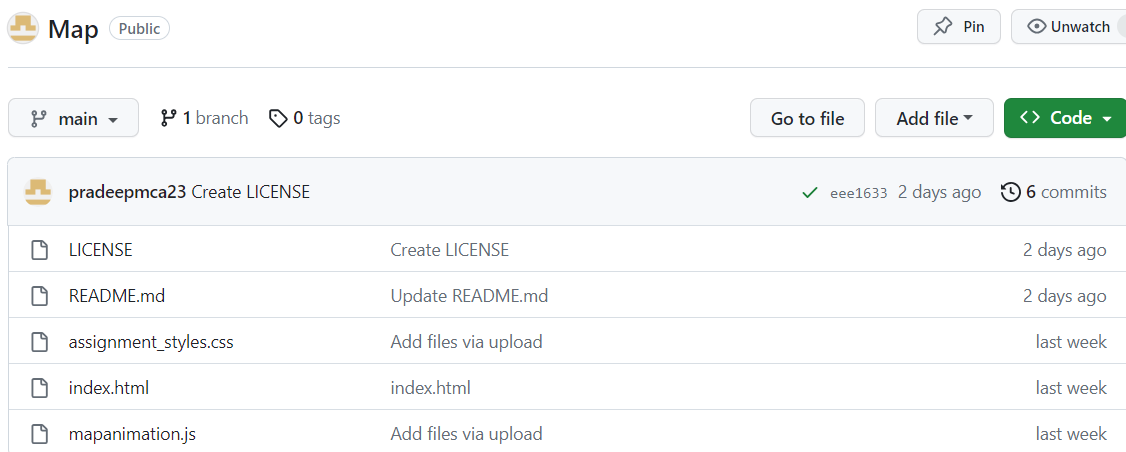 Map Public Pin Unwatch
main 1 branch 0 tags Go to file Add file Code
pradeepmca23 Create LICENSE eee1633 2 days ago 6 commits
LICENSE Create LICENSE 2 days ago
README.md Update README.md 2 days ago
assignment_styles.css Add files via upload last week
index.html index.html last week
mapanimation.js Add files via upload last week